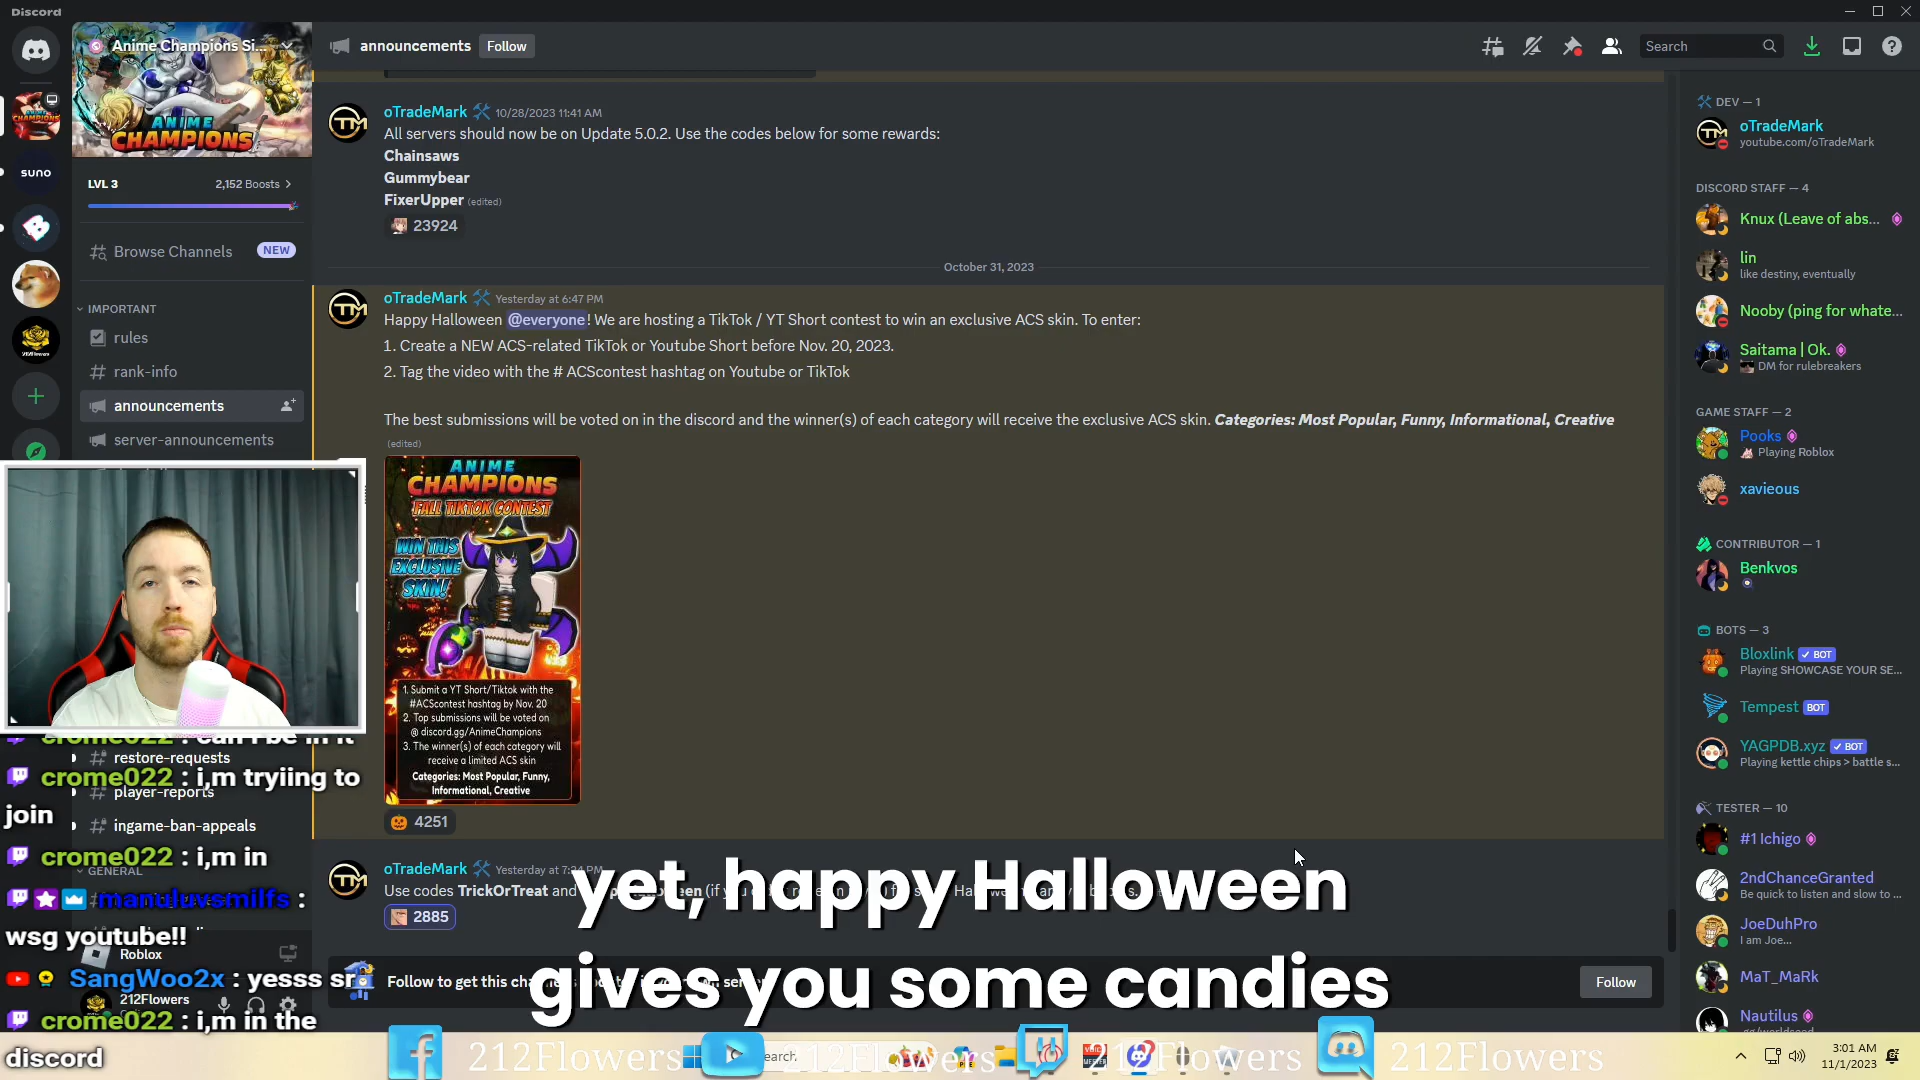 Discord
Anime Champions Si...
ANIME
CHAMPIONS
LVL 3
2,152 Boosts
Browse Channels
NEW
IMPORTANT
rules
rank-info
announcements
server-announcements
suno
announcements
Follow
Search
oTradeMark 10/28/2023 11:41 AM
All servers should now be on Update 5.0.2. Use the codes below for some rewards:
Chainsaws
Gummybear
FixerUpper (edited)
23924
October 31, 2023
oTradeMark Yesterday at 6:47 PM
Happy Halloween @everyone! We are hosting a TikTok / YT Short contest to win an exclusive ACS skin. To enter:
1. Create a NEW ACS-related TikTok or Youtube Short before Nov. 20, 2023.
2. Tag the video with the # ACScontest hashtag on Youtube or TikTok
The best submissions will be voted on in the discord and the winner(s) of each category will receive the exclusive ACS skin. Categories: Most Popular, Funny, Informational, Creative
(edited)
ANIME
CHAMPIONS
FALL TIKTOK CONTEST
WIN THIS
EXCLUSIVE
SKIN!
1. Submit a YT Short/Tiktok with the
#ACScontest hashtag by Nov. 20
2. Top submissions will be voted on
@ discord.gg/AnimeChampions
3. The winner(s) of each category will
receive a limited ACS skin
Categories: Most Popular, Funny,
Informational, Creative
4251
oTradeMark Yesterday at
Use codes TrickOrTreat and
2885
yet, happy Halloween
gives you some candies
Follow to get this
Follow
DEV — 1
oTradeMark
youtube.com/oTradeMark
DISCORD STAFF — 4
Knux (Leave of abs...
lin
like destiny, eventually
Nooby (ping for whate...
Saitama | Ok.
DM for rulebreakers
GAME STAFF — 2
Pooks
Playing Roblox
xavieous
CONTRIBUTOR — 1
Benkvos
BOTS — 3
Bloxlink BOT
Playing SHOWCASE YOUR SE...
Tempest BOT
YAGPDB.xyz BOT
Playing kettle chips > battle s...
TESTER — 10
#1 Ichigo
2ndChanceGranted
Be quick to listen and slow to ...
JoeDuhPro
I am Joe...
MaT_MaRk
Nautilus
crome022 : can i be in it
restore-requests
crome022 : i,m tryiing to
player-reports
join
ingame-ban-appeals
crome022 : i,m in
GENERAL
manuluvsmilfs :
wsg youtube!!
Roblox
SangWoo2x : yesss sr
212Flowers
crome022 : i,m in the
discord
212Flowers
212Flowers
212Flowers
212Flowers
3:01 AM
11/1/2023